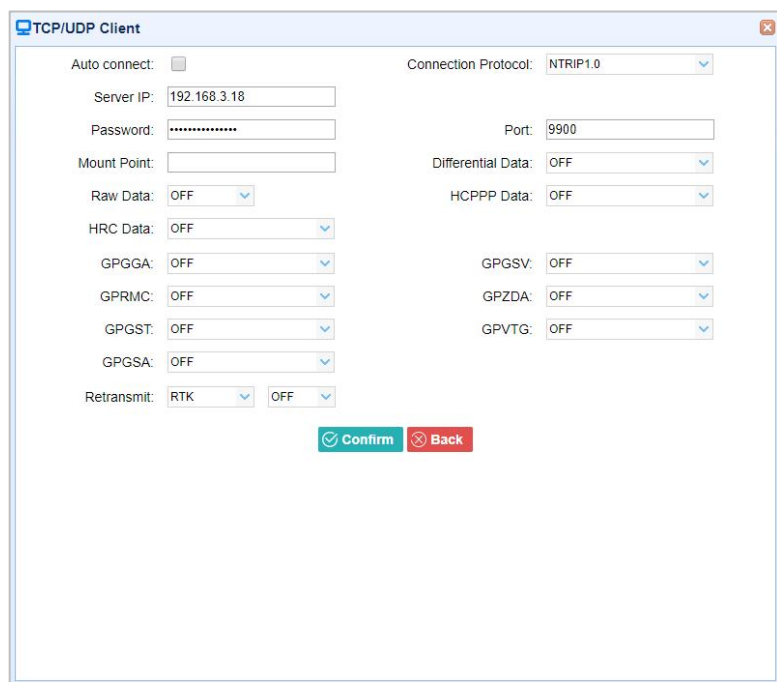 TCP/UDP Client
Auto connect: Connection Protocol: NTRIP1.0
Server IP: 192.168.3.18
Password: ••••••••••••••• Port: 9900
Mount Point: Differential Data: OFF
Raw Data: OFF HCPPP Data: OFF
HRC Data: OFF
GPGGA: OFF GPGSV: OFF
GPRMC: OFF GPZDA: OFF
GPGST: OFF GPVTG: OFF
GPGSA: OFF
Retransmit: RTK OFF
Confirm Back